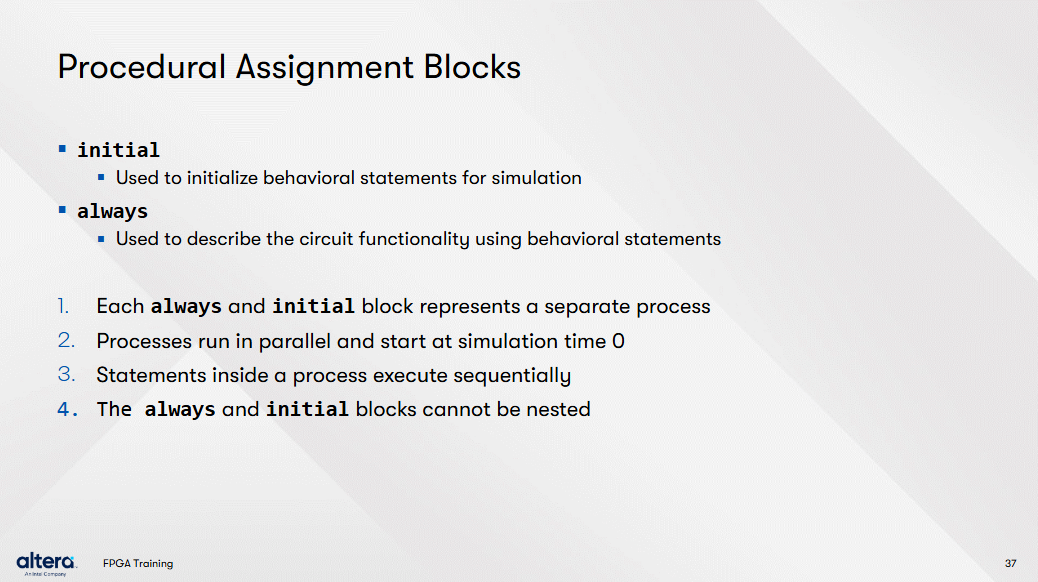 Procedural Assignment Blocks
initial
Used to initialize behavioral statements for simulation
always
Used to describe the circuit functionality using behavioral statements
1. Each always and initial block represents a separate process
2. Processes run in parallel and start at simulation time 0
3. Statements inside a process execute sequentially
4. The always and initial blocks cannot be nested
altera
An Intel Company
FPGA Training
37